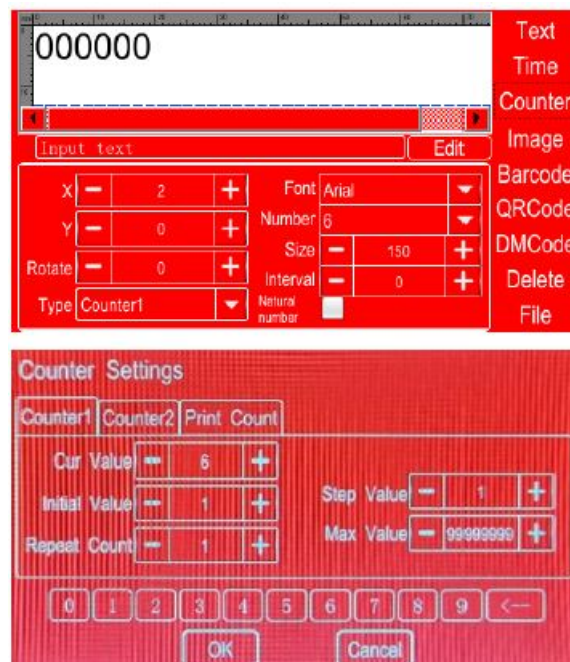 000000
Text
Time
Counter
Input text
Edit
Image
Barcode
QRCode
DMCode
Delete
File
X − 2 +
Y − 0 +
Rotate − 0 +
Type Counter1
Font Arial
Number 6
Size − 150 +
Interval − 0 +
Natural number
Counter Settings
Counter1 Counter2 Print Count
Cur Value − 6 +
Initial Value − 1 +
Repeat Count − 1 +
Step Value − 1 +
Max Value − 99999999 +
0 1 2 3 4 5 6 7 8 9 <--
OK Cancel